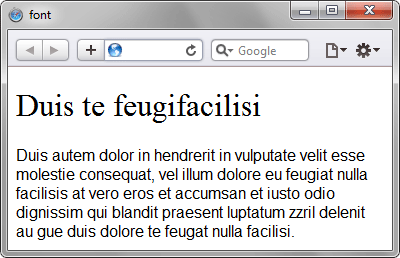 font
Google
Duis te feugifacilisi
Duis autem dolor in hendrerit in vulputate velit esse
molestie consequat, vel illum dolore eu feugiat nulla
facilisis at vero eros et accumsan et iusto odio
dignissim qui blandit praesent luptatum zzril delenit
au gue duis dolore te feugat nulla facilisi.